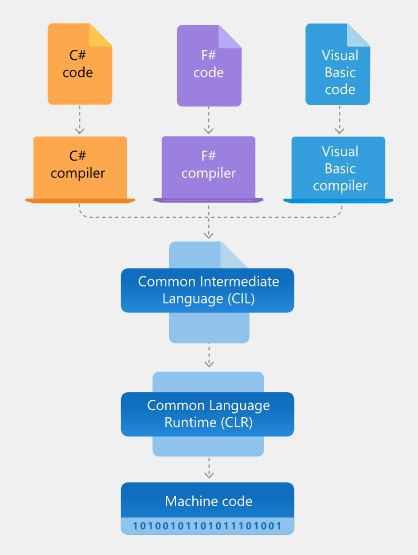 C#
code
F#
code
Visual
Basic
code
C#
compiler
F#
compiler
Visual
Basic
compiler
Common Intermediate
Language (CIL)
Common Language
Runtime (CLR)
Machine code
10100101101011101001